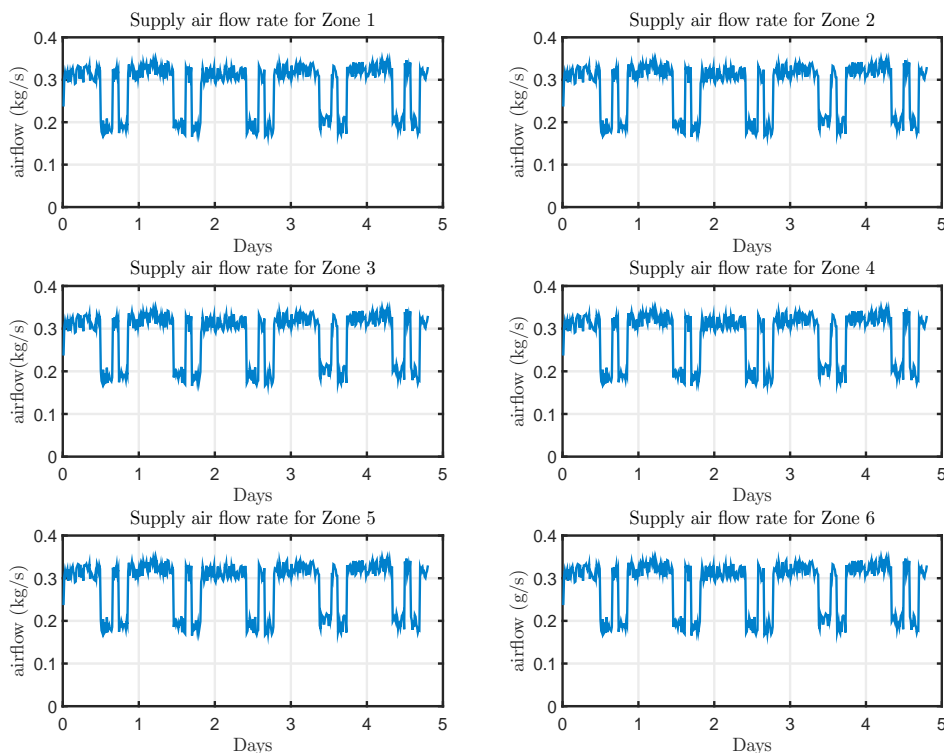 Supply air flow rate for Zone 1
0.4
0.3
0.2
0.1
0
airflow (kg/s)
0 1 2 3 4 5
Days
Supply air flow rate for Zone 2
0.4
0.3
0.2
0.1
0
airflow (kg/s)
0 1 2 3 4 5
Days
Supply air flow rate for Zone 3
0.4
0.3
0.2
0.1
0
airflow(kg/s)
0 1 2 3 4 5
Days
Supply air flow rate for Zone 4
0.4
0.3
0.2
0.1
0
airflow (kg/s)
0 1 2 3 4 5
Days
Supply air flow rate for Zone 5
0.4
0.3
0.2
0.1
0
airflow (kg/s)
0 1 2 3 4 5
Days
Supply air flow rate for Zone 6
0.4
0.3
0.2
0.1
0
airflow (g/s)
0 1 2 3 4 5
Days